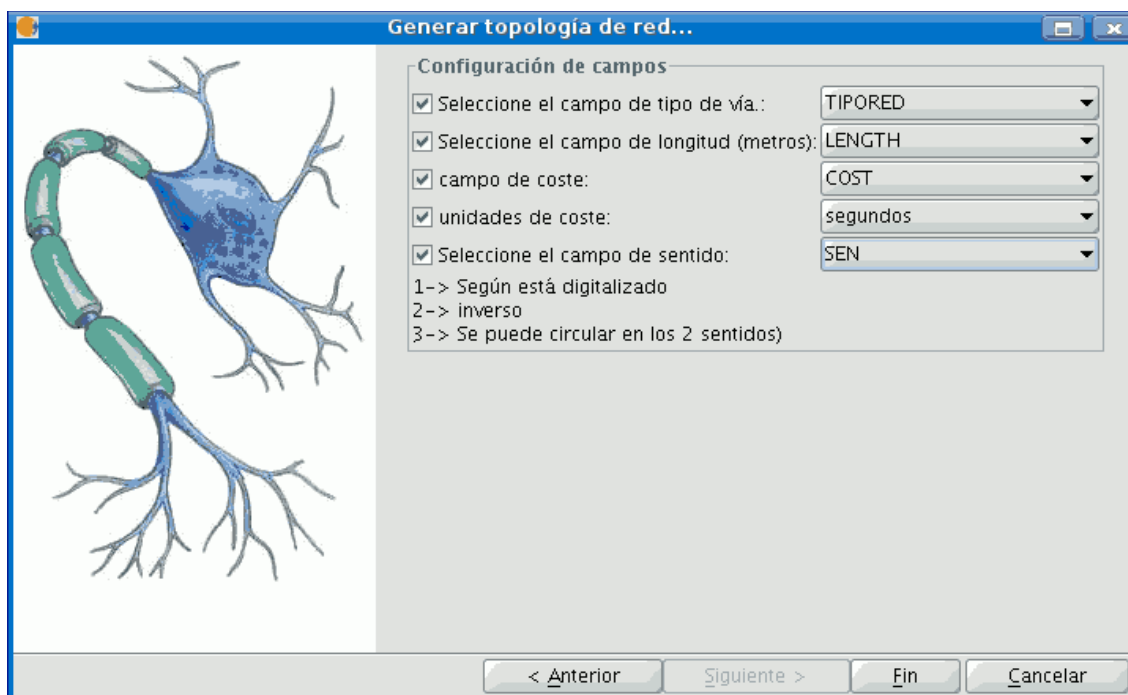 Generar topología de red...
Configuración de campos
Seleccione el campo de tipo de vía.: TIPORED
Seleccione el campo de longitud (metros): LENGTH
campo de coste: COST
unidades de coste: segundos
Seleccione el campo de sentido: SEN
1-> Según está digitalizado
2-> inverso
3-> Se puede circular en los 2 sentidos)
< Anterior Siguiente > Fin Cancelar